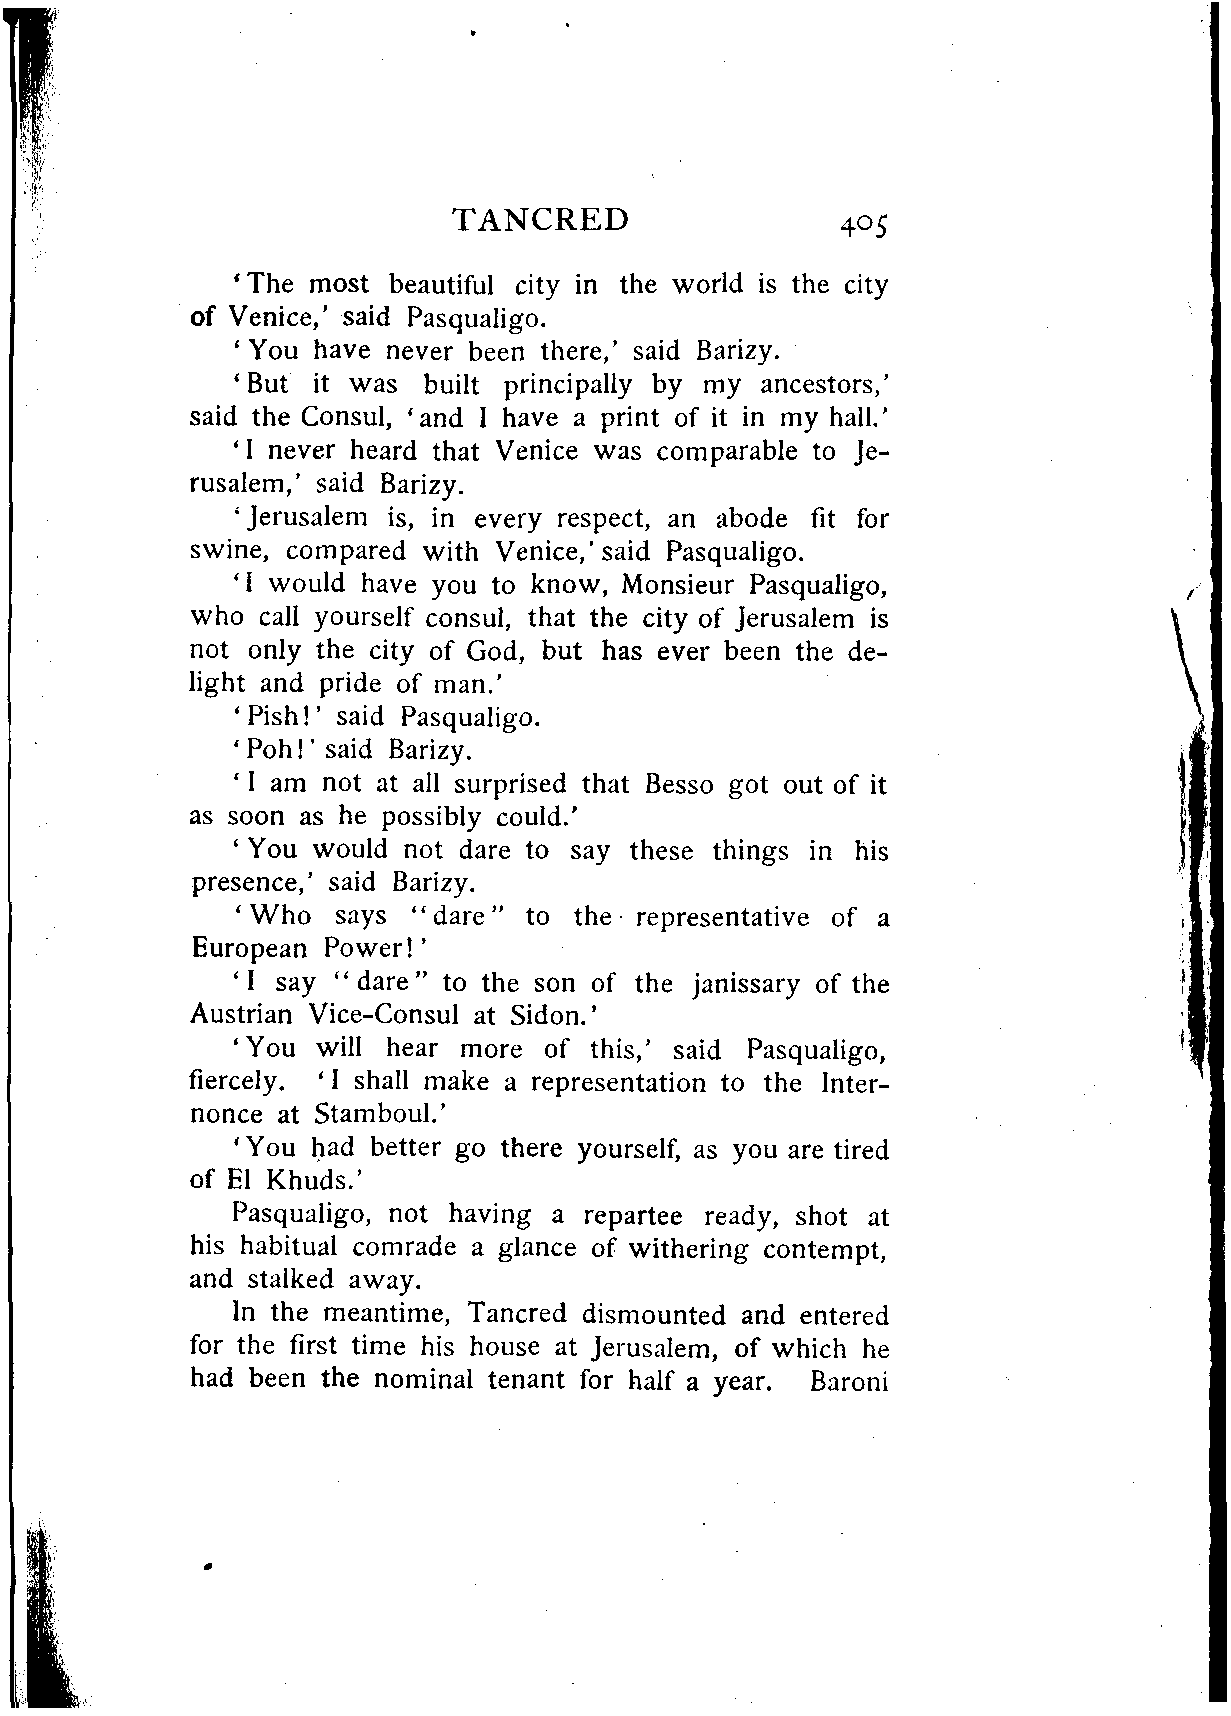 TANCRED 405
‘The most beautiful city in the world is the city
of Venice,’ said Pasqualigo.
‘You have never been there,’ said Barizy.
‘But it was built principally by my ancestors,’
said the Consul, ‘and I have a print of it in my hall.’
‘I never heard that Venice was comparable to Je-
rusalem,’ said Barizy.
‘Jerusalem is, in every respect, an abode fit for
swine, compared with Venice,’ said Pasqualigo.
‘I would have you to know, Monsieur Pasqualigo,
who call yourself consul, that the city of Jerusalem is
not only the city of God, but has ever been the de-
light and pride of man.’
‘Pish!’ said Pasqualigo.
‘Poh!’ said Barizy.
‘I am not at all surprised that Besso got out of it
as soon as he possibly could.’
‘You would not dare to say these things in his
presence,’ said Barizy.
‘Who says “dare” to the representative of a
European Power!’
‘I say “dare” to the son of the janissary of the
Austrian Vice-Consul at Sidon.’
‘You will hear more of this,’ said Pasqualigo,
fiercely. ‘I shall make a representation to the Inter-
nonce at Stamboul.’
‘You had better go there yourself, as you are tired
of El Khuds.’
Pasqualigo, not having a repartee ready, shot at
his habitual comrade a glance of withering contempt,
and stalked away.
In the meantime, Tancred dismounted and entered
for the first time his house at Jerusalem, of which he
had been the nominal tenant for half a year. Baroni